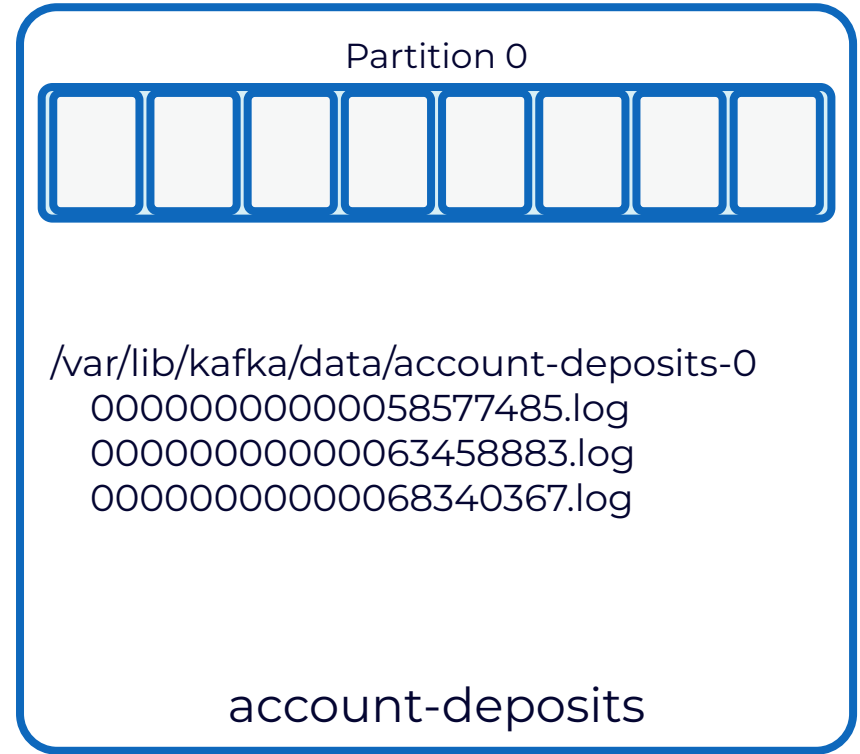 Partition 0
/var/lib/kafka/data/account-deposits-0
00000000000058577485.log
00000000000063458883.log
00000000000068340367.log
account-deposits